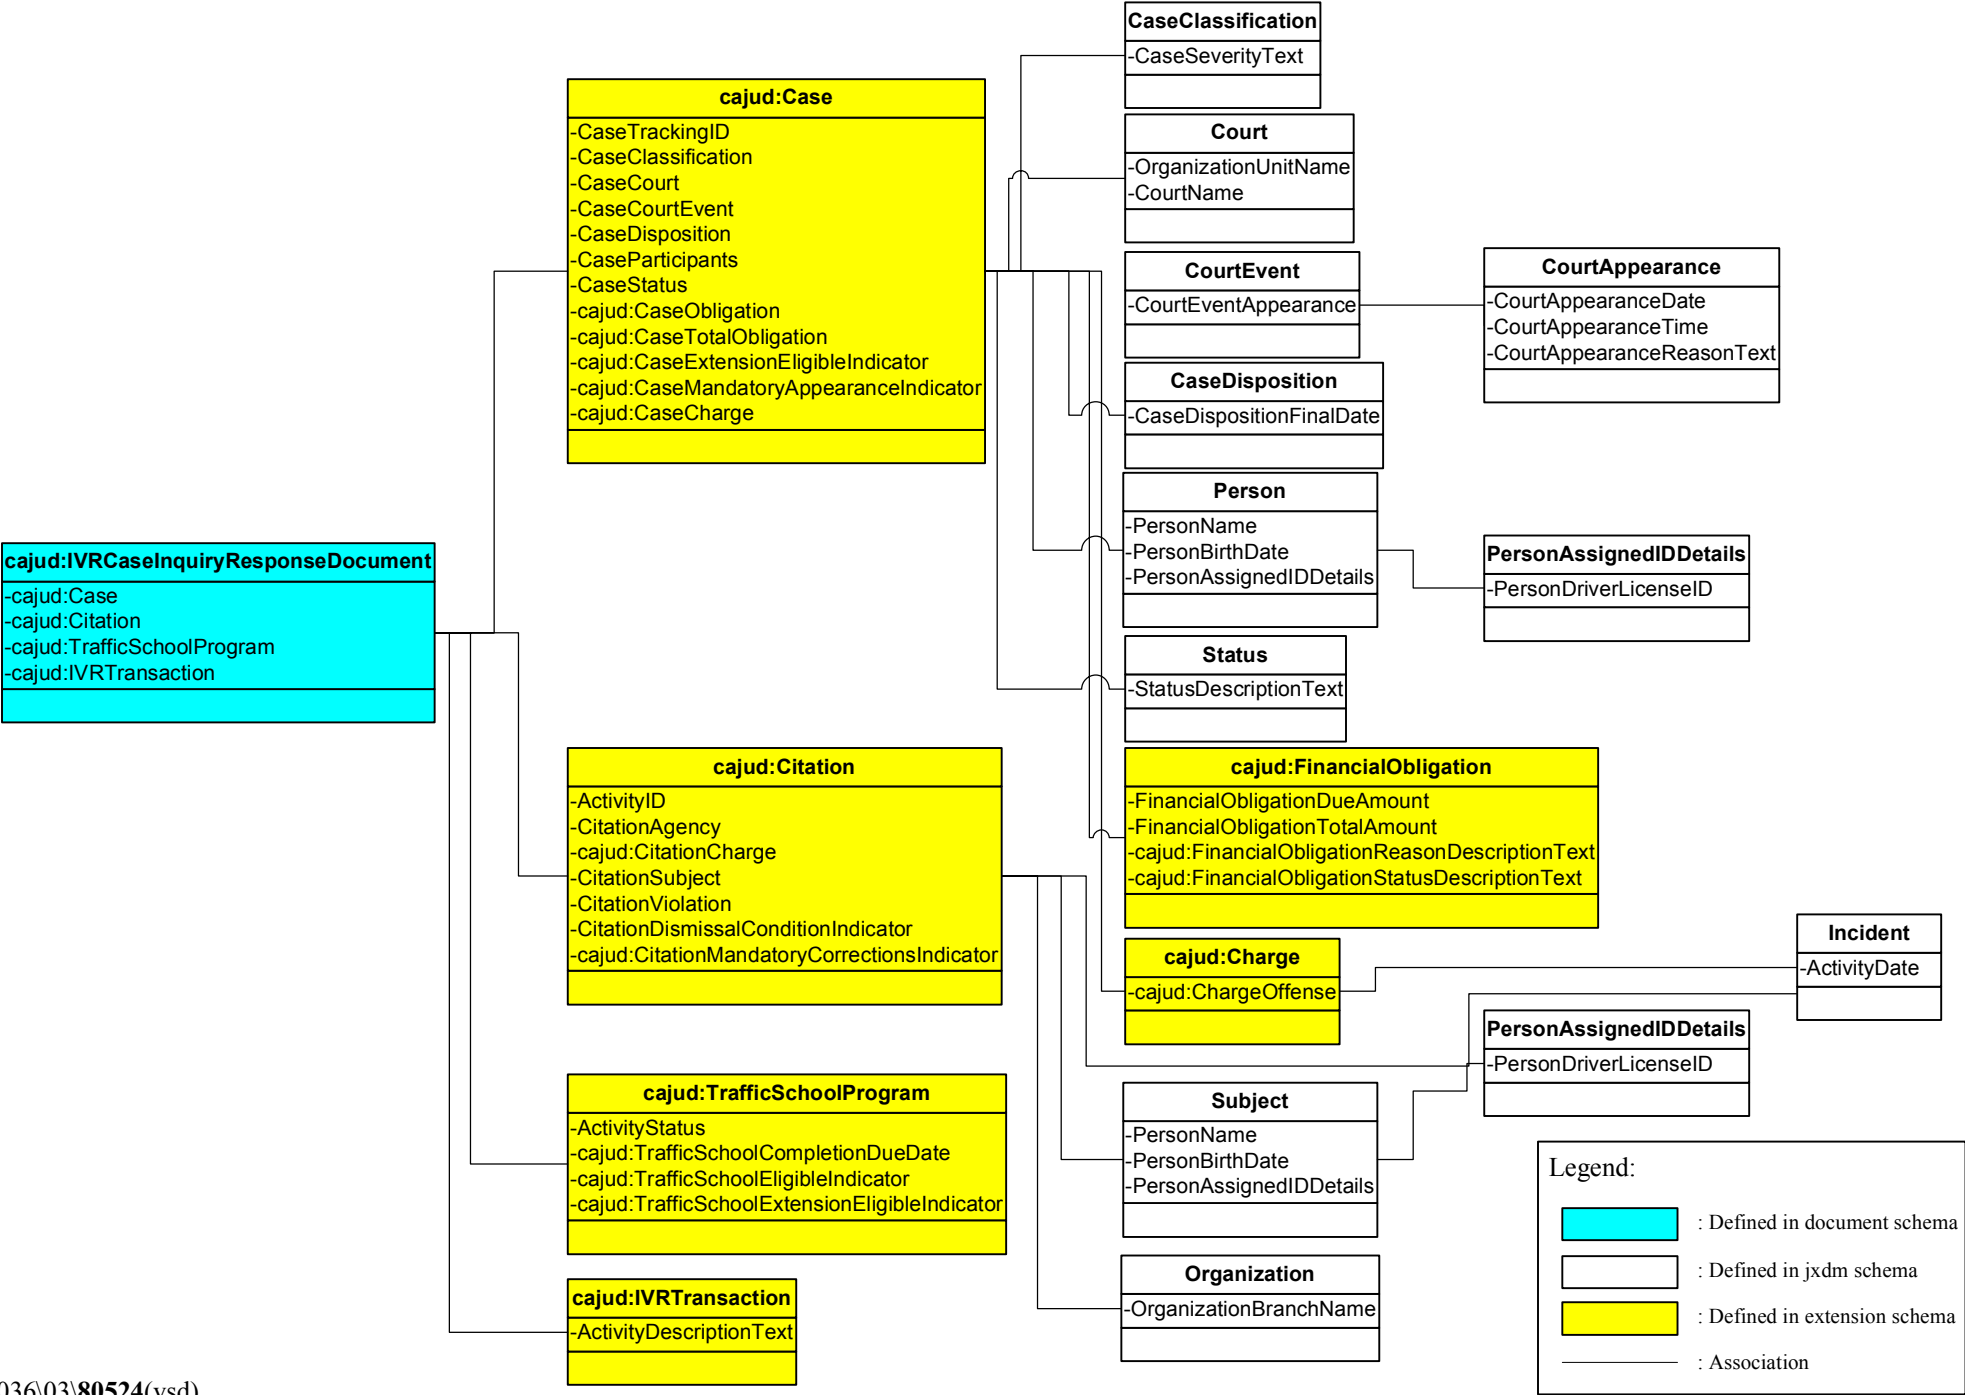 CaseClassification
-CaseSeverityText
cajud:Case
-CaseTrackingID
-CaseClassification
-CaseCourt
-CaseCourtEvent
-CaseDisposition
-CaseParticipants
-CaseStatus
-cajud:CaseObligation
-cajud:CaseTotalObligation
-cajud:CaseExtensionEligibleIndicator
-cajud:CaseMandatoryAppearanceIndicator
-cajud:CaseCharge
Court
-OrganizationUnitName
-CourtName
CourtEvent
-CourtEventAppearance
CourtAppearance
-CourtAppearanceDate
-CourtAppearanceTime
-CourtAppearanceReasonText
CaseDisposition
-CaseDispositionFinalDate
Person
-PersonName
-PersonBirthDate
-PersonAssignedIDDetails
PersonAssignedIDDetails
-PersonDriverLicenseID
cajud:IVRCaseInquiryResponseDocument
-cajud:Case
-cajud:Citation
-cajud:TrafficSchoolProgram
-cajud:IVRTransaction
Status
-StatusDescriptionText
cajud:Citation
-ActivityID
-CitationAgency
-cajud:CitationCharge
-CitationSubject
-CitationViolation
-CitationDismissalConditionIndicator
-cajud:CitationMandatoryCorrectionsIndicator
cajud:FinancialObligation
-FinancialObligationDueAmount
-FinancialObligationTotalAmount
-cajud:FinancialObligationReasonDescriptionText
-cajud:FinancialObligationStatusDescriptionText
cajud:Charge
-cajud:ChargeOffense
Incident
-ActivityDate
PersonAssignedIDDetails
-PersonDriverLicenseID
cajud:TrafficSchoolProgram
-ActivityStatus
-cajud:TrafficSchoolCompletionDueDate
-cajud:TrafficSchoolEligibleIndicator
-cajud:TrafficSchoolExtensionEligibleIndicator
Subject
-PersonName
-PersonBirthDate
-PersonAssignedIDDetails
Organization
-OrganizationBranchName
cajud:IVRTransaction
-ActivityDescriptionText
Legend:
: Defined in document schema
: Defined in jxdm schema
: Defined in extension schema
: Association
036\03\80524(vsd)